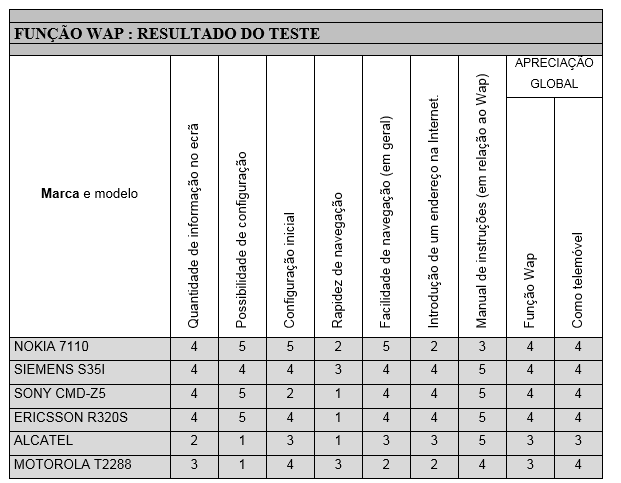 FUNÇÃO WAP : RESULTADO DO TESTE
Marca e modelo
Quantidade de informação no ecrã
Possibilidade de configuração
Configuração inicial
Rapidez de navegação
Facilidade de navegação (em geral)
Introdução de um endereço na Internet.
Manual de instruções (em relação ao Wap)
APRECIAÇÃO
GLOBAL
Função Wap
Como telemóvel
NOKIA 7110 4 5 5 2 5 2 3 4 4
SIEMENS S35I 4 4 4 3 4 4 5 4 4
SONY CMD-Z5 4 5 2 1 4 4 5 4 4
ERICSSON R320S 4 5 4 1 4 4 5 4 4
ALCATEL 2 1 3 1 3 3 5 3 3
MOTOROLA T2288 3 1 4 3 2 2 4 3 4